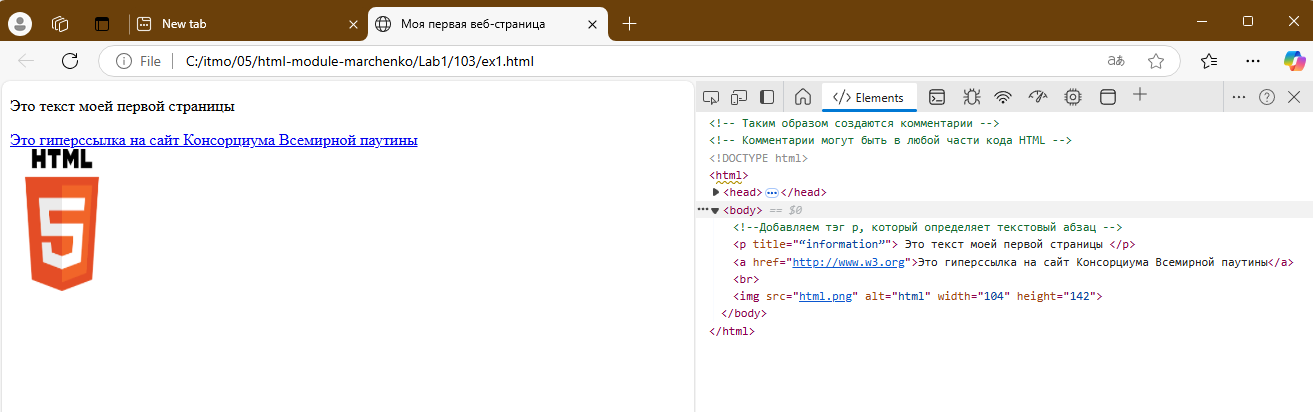 New tab
Моя первая веб-страница
File
C:/itmo/05/html-module-marchenko/Lab1/103/ex1.html
Это текст моей первой страницы
Это гиперссылка на сайт Консорциума Всемирной паутины
HTML
5
Elements
<!-- Таким образом создаются комментарии -->
<!-- Комментарии могут быть в любой части кода HTML -->
<!DOCTYPE html>
<html>
<head> ••• </head>
••• <body> == $0
<!--Добавляем тэг p, который определяет текстовый абзац -->
<p title="“information”"> Это текст моей первой страницы </p>
<a href="http://www.w3.org">Это гиперссылка на сайт Консорциума Всемирной паутины</a>
<br>
<img src="html.png" alt="html" width="104" height="142">
</body>
</html>